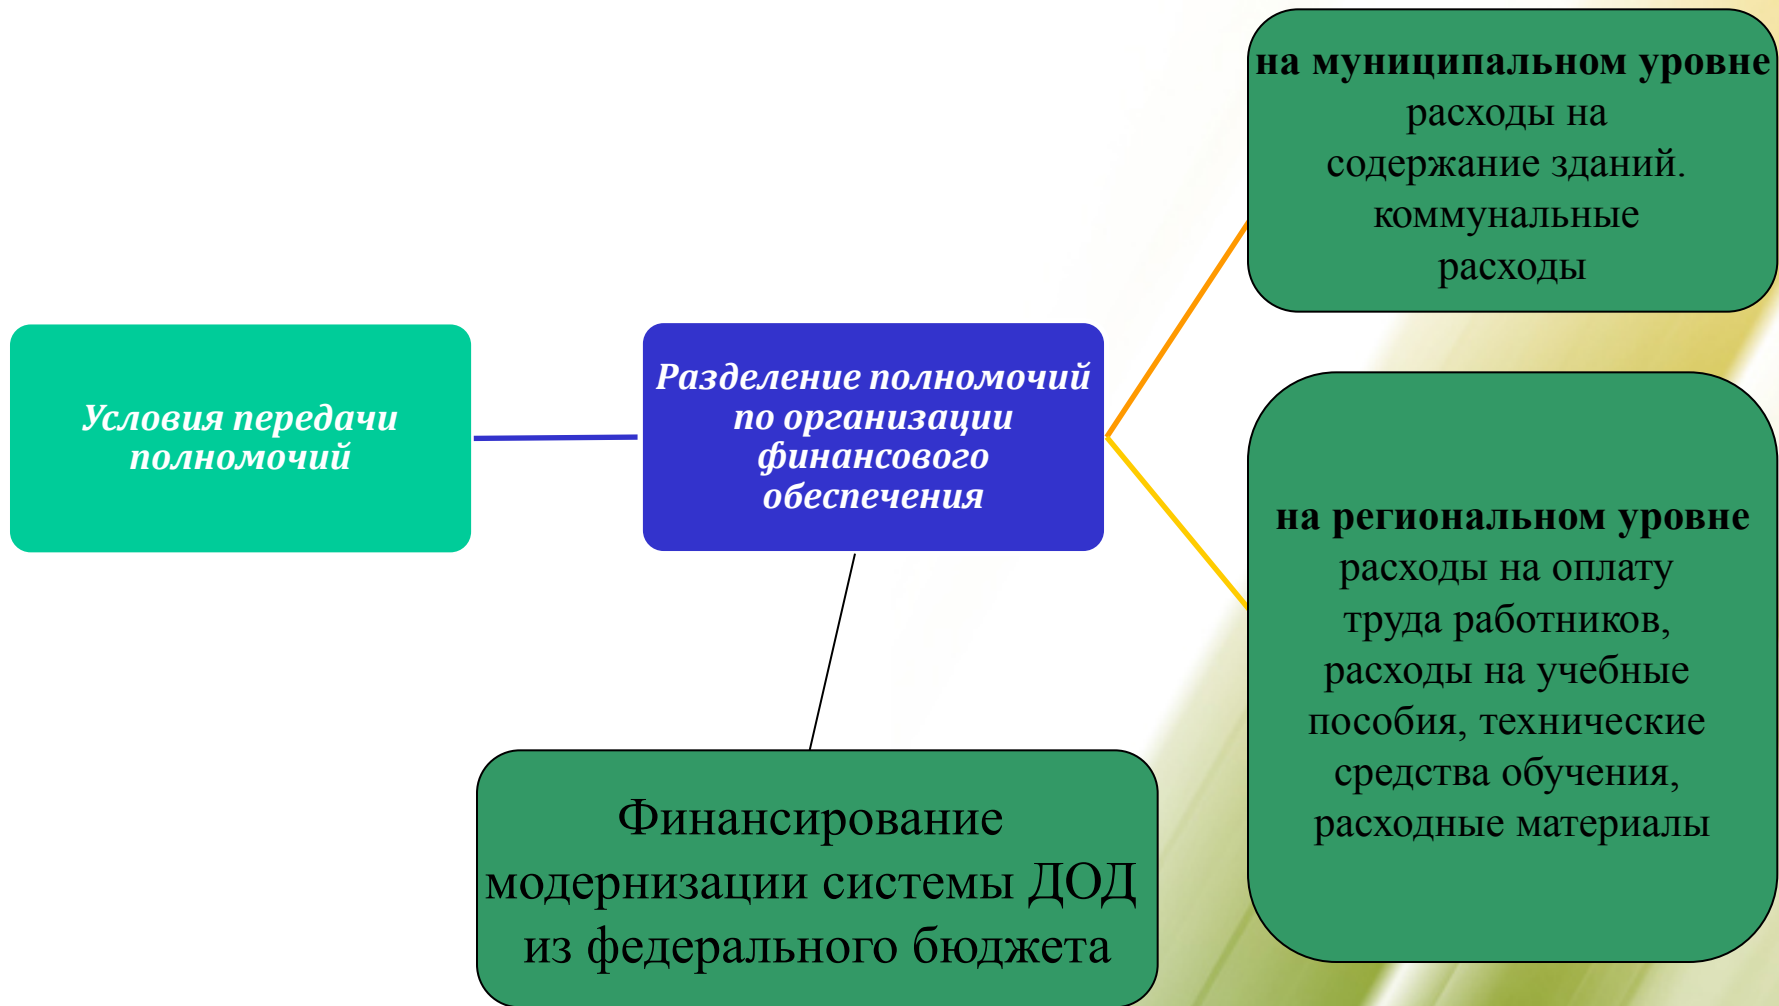 Условия передачи
полномочий
Разделение полномочий
по организации
финансового
обеспечения
на муниципальном уровне
расходы на
содержание зданий.
коммунальные
расходы
на региональном уровне
расходы на оплату
труда работников,
расходы на учебные
пособия, технические
средства обучения,
расходные материалы
Финансирование
модернизации системы ДОД
из федерального бюджета